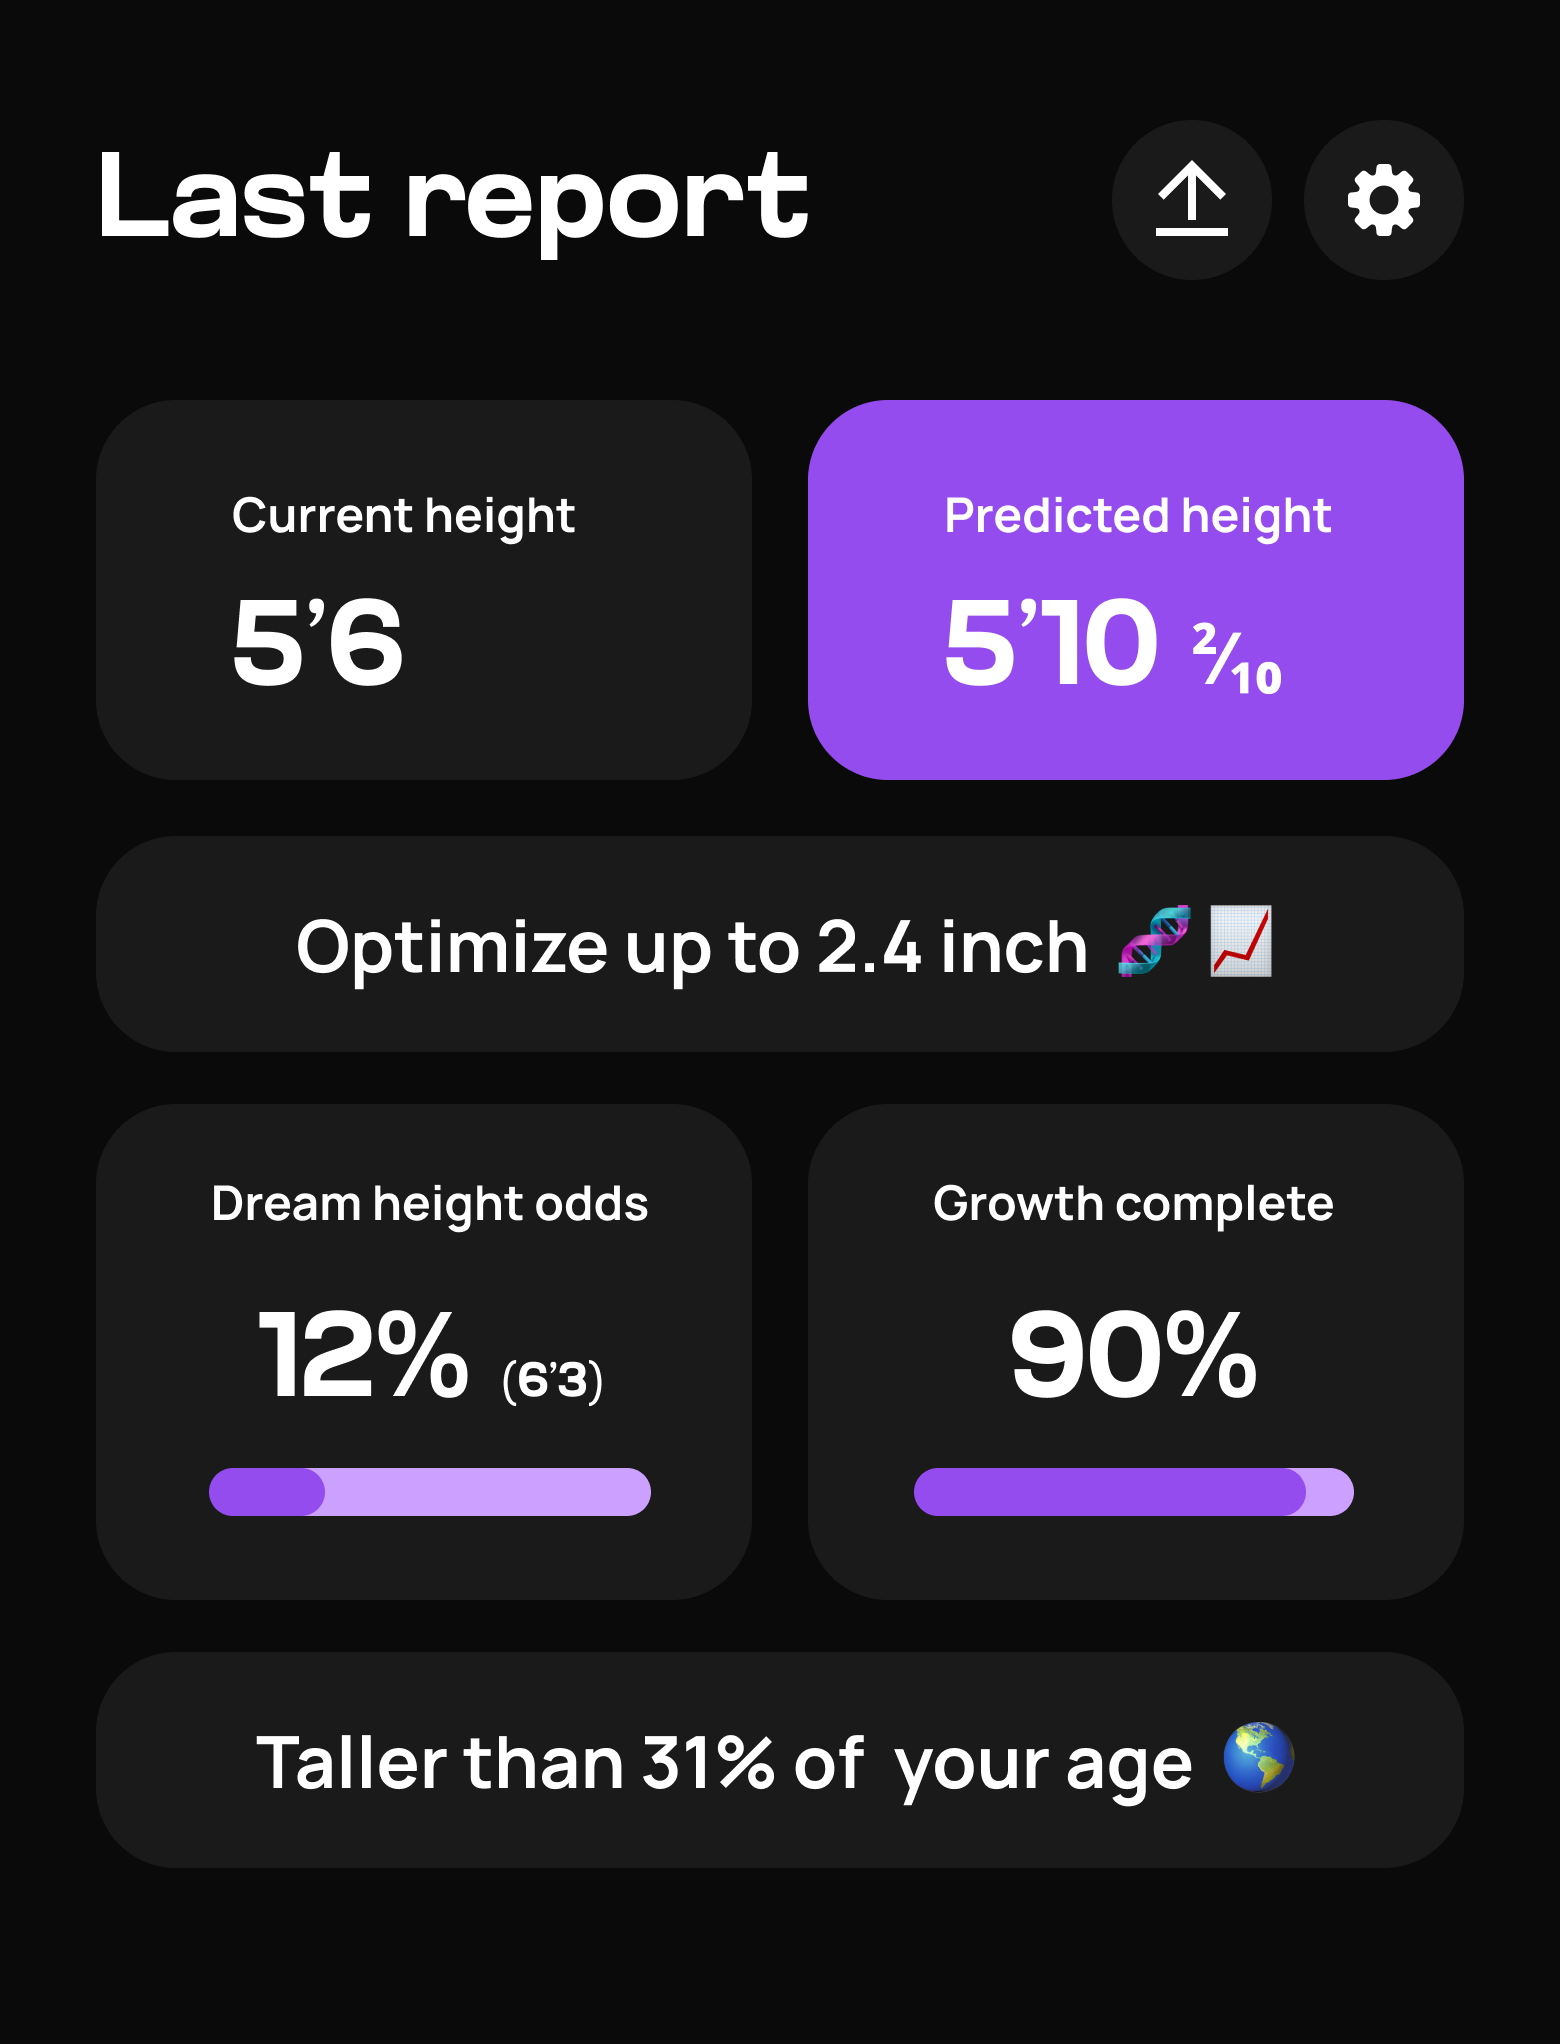 Last report
Current height
5’6
Predicted height
5’10 2/10
Optimize up to 2.4 inch 🧬 📈
Dream height odds
12% (6’3)
Growth complete
90%
Taller than 31% of your age 🌎